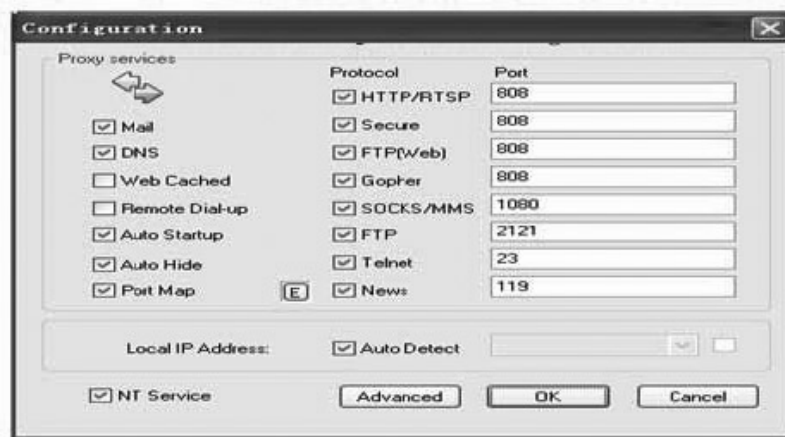 Configuration
Proxy services
Protocol Port
HTTP/RTSP 808
Mail Secure 808
DNS FTP(Web) 808
Web Cached Gopher 808
Remote Dial-up SOCKS/MMS 1080
Auto Startup FTP 2121
Auto Hide Telnet 23
Port Map E News 119
Local IP Address: Auto Detect
NT Service Advanced OK Cancel